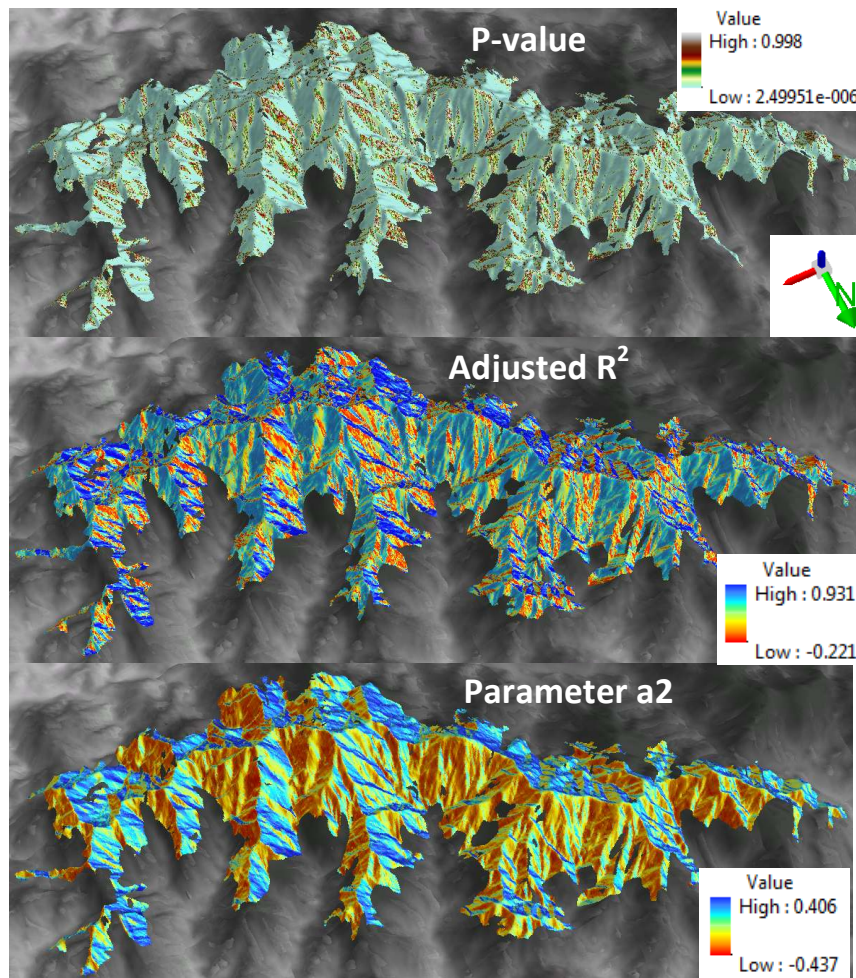 P-value
Value
High : 0.998
Low : 2.49951e-006
N
Adjusted R²
Value
High : 0.931
Low : -0.221
Parameter a2
Value
High : 0.406
Low : -0.437